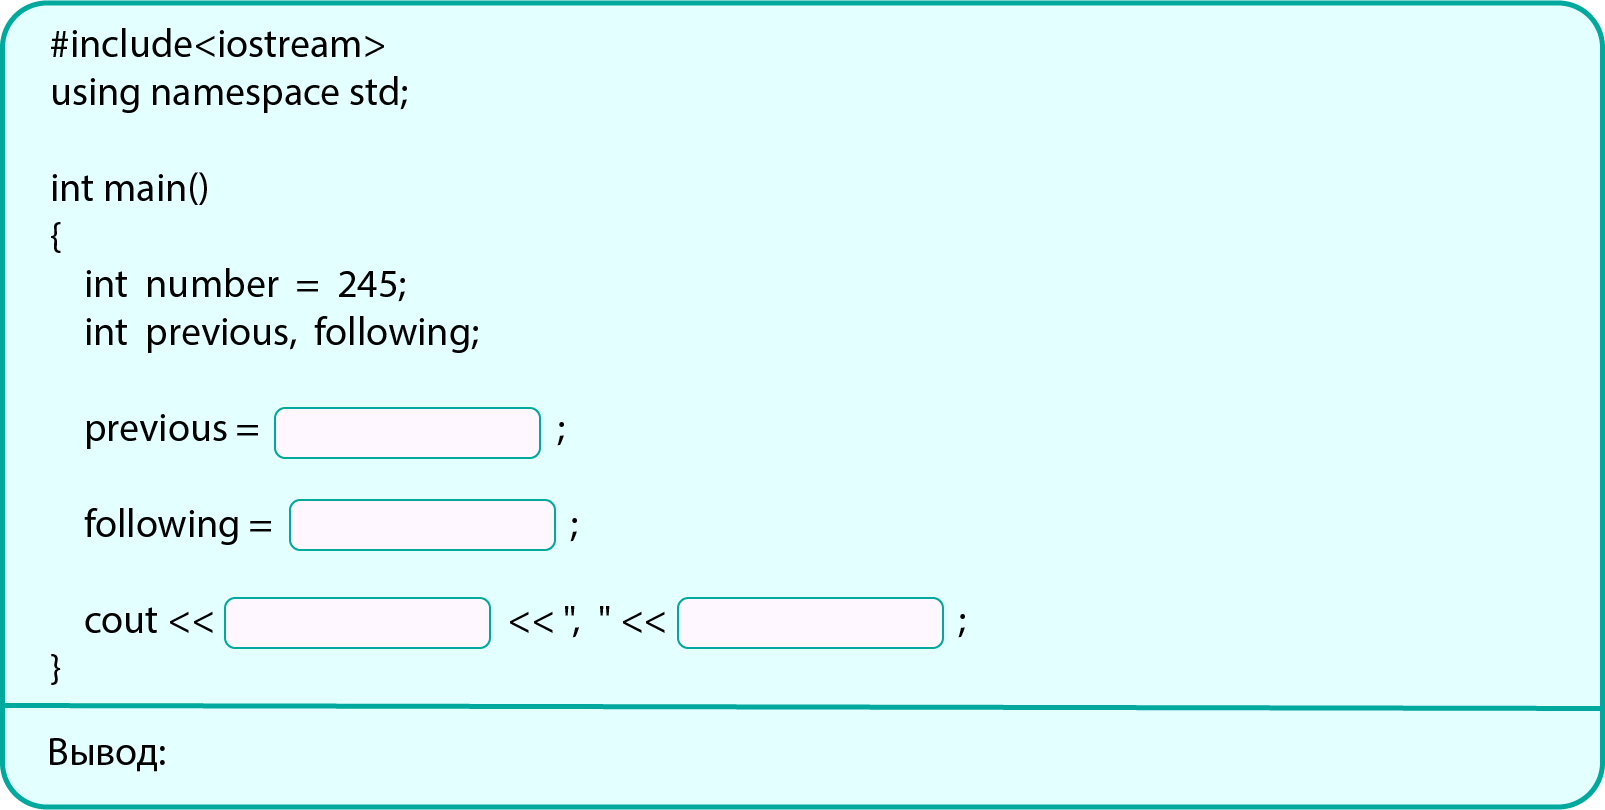 #include<iostream>
using namespace std;
int main()
{
int number = 245;
int previous, following;
previous = ;
following = ;
cout << << ", " << ;
}
Вывод: